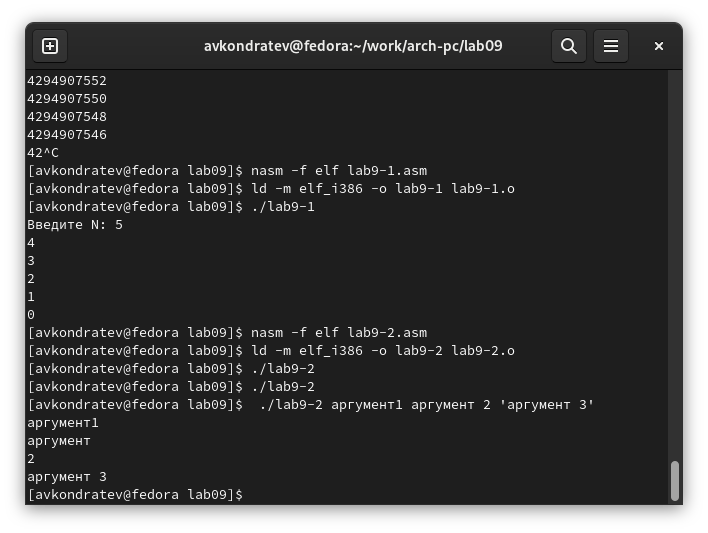 avkondratev@fedora:~/work/arch-pc/lab09
4294907552
4294907550
4294907548
4294907546
42^C
[avkondratev@fedora lab09]$ nasm -f elf lab9-1.asm
[avkondratev@fedora lab09]$ ld -m elf_i386 -o lab9-1 lab9-1.o
[avkondratev@fedora lab09]$ ./lab9-1
Введите N: 5
4
3
2
1
0
[avkondratev@fedora lab09]$ nasm -f elf lab9-2.asm
[avkondratev@fedora lab09]$ ld -m elf_i386 -o lab9-2 lab9-2.o
[avkondratev@fedora lab09]$ ./lab9-2
[avkondratev@fedora lab09]$ ./lab9-2
[avkondratev@fedora lab09]$  ./lab9-2 аргумент1 аргумент 2 'аргумент 3'
аргумент1
аргумент
2
аргумент 3
[avkondratev@fedora lab09]$